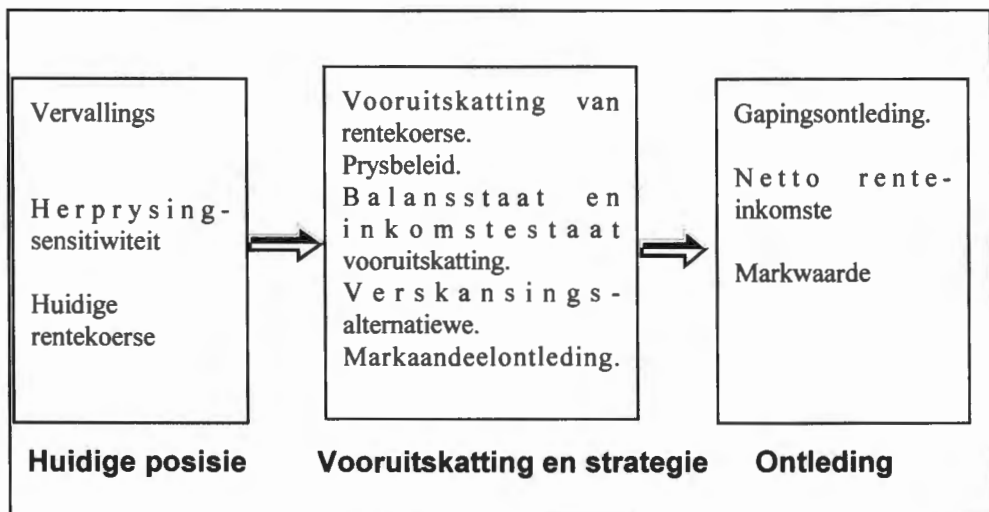 Vervallings
Herprysing-
sensitiwiteit
Huidige
rentekoerse
Huidige posisie
Vooruitskatting van
rentekoerse.
Prysbeleid.
Balansstaat en
inkomstestaat
vooruitskatting.
Verskansings-
alternatiewe.
Markaandeelontleding.
Vooruitskatting en strategie
Gapingsontleding.
Netto rente-
inkomste
Markwaarde
Ontleding